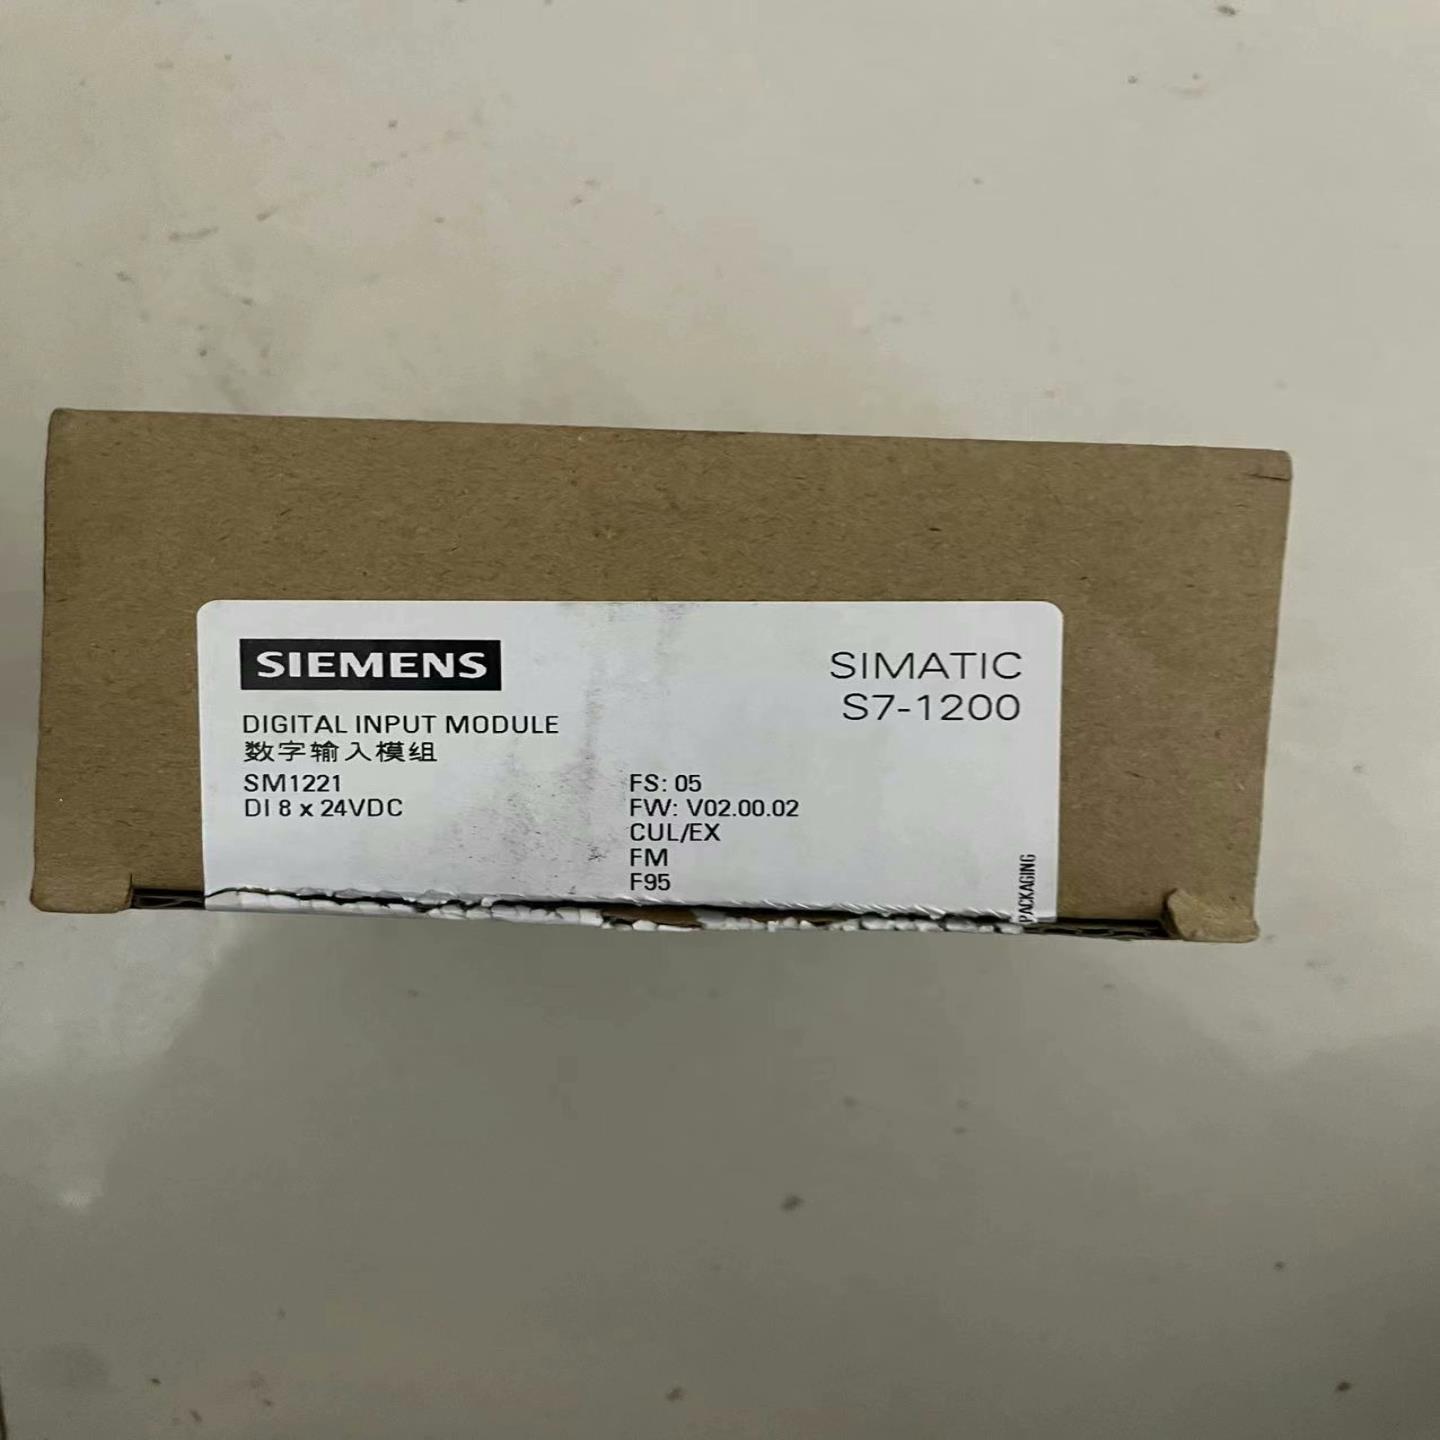 SIEMENS
SIMATIC
S7-1200
DIGITAL INPUT MODULE
数字输入模组
SM1221
DI 8 x 24VDC
FS: 05
FW: V02.00.02
CUL/EX
FM
F95
PACKAGING